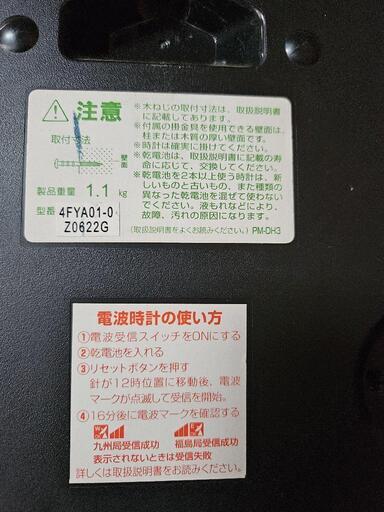 注意
取付寸法
壁面
製品重量 1.1 kg
型番 4FYA01-0
Z0622G
※木ねじの取付寸法は、取扱説明書
に記載してあります。
※付属の掛金具を使用できる壁面は、
柱または木質の厚い壁面です。
※時計は確実に掛けてください。
※乾電池は、取扱説明書に記載の寿
命に応じて、交換してください。
※乾電池を2本以上使う時計は、新
しいものと古いもの、また種類の
異なった乾電池を混ぜて使わない
でください。液もれなどにより、
故障、汚れの原因になります。
(取扱説明書をよくお読みください。) PM-DH3
電波時計の使い方
①電波受信スイッチをONにする
②乾電池を入れる
③リセットボタンを押す
針が12時位置に移動後、電波
マークが点滅して受信を開始。
④16分後に電波マークを確認する
九州局受信成功 福島局受信成功
表示されないときは受信失敗
詳しくは取扱説明書をお読みください。